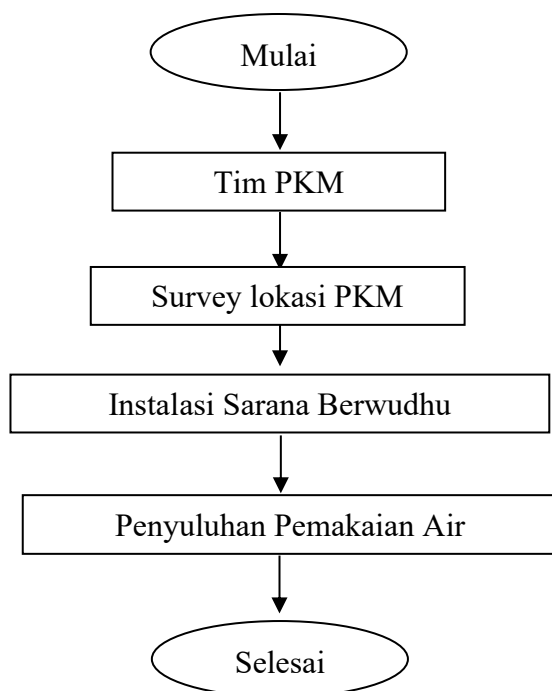 Mulai
Tim PKM
Survey lokasi PKM
Instalasi Sarana Berwudhu
Penyuluhan Pemakaian Air
Selesai